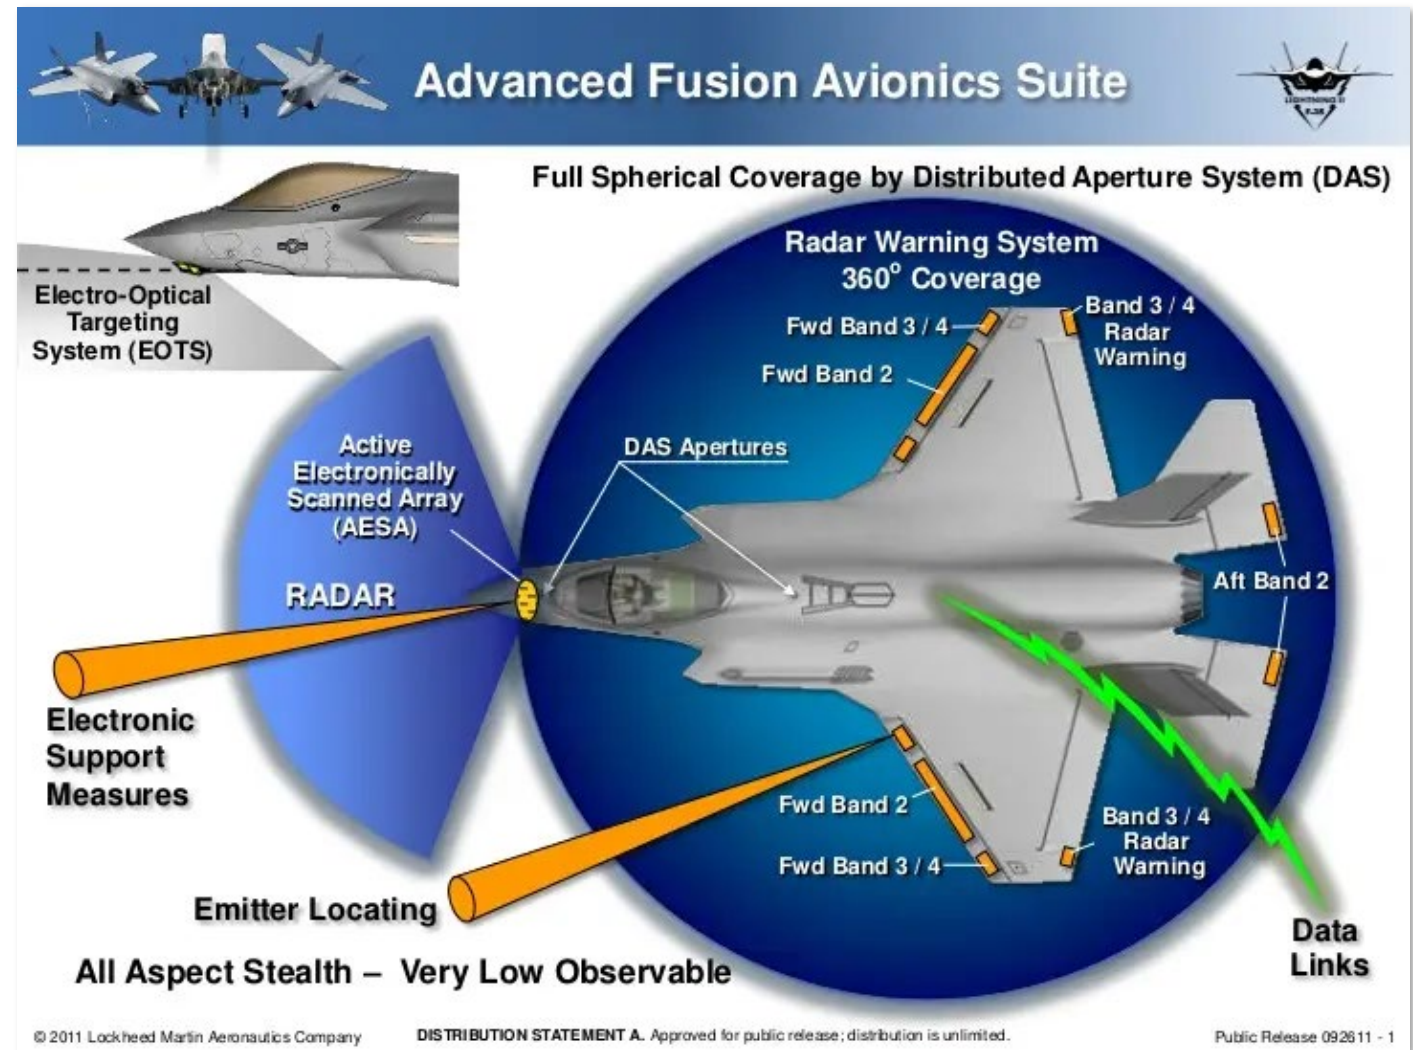 Advanced Fusion Avionics Suite
LIGHTNING II
F-35
Full Spherical Coverage by Distributed Aperture System (DAS)
Electro-Optical
Targeting
System (EOTS)
Radar Warning System
360° Coverage
Fwd Band 3 / 4
Band 3 / 4
Radar
Warning
Fwd Band 2
Active
Electronically
Scanned Array
(AESA)
DAS Apertures
RADAR
Aft Band 2
Electronic
Support
Measures
Fwd Band 2
Band 3 / 4
Radar
Warning
Fwd Band 3 / 4
Emitter Locating
Data
Links
All Aspect Stealth – Very Low Observable
© 2011 Lockheed Martin Aeronautics Company
DISTRIBUTION STATEMENT A. Approved for public release; distribution is unlimited.
Public Release 092611 - 1